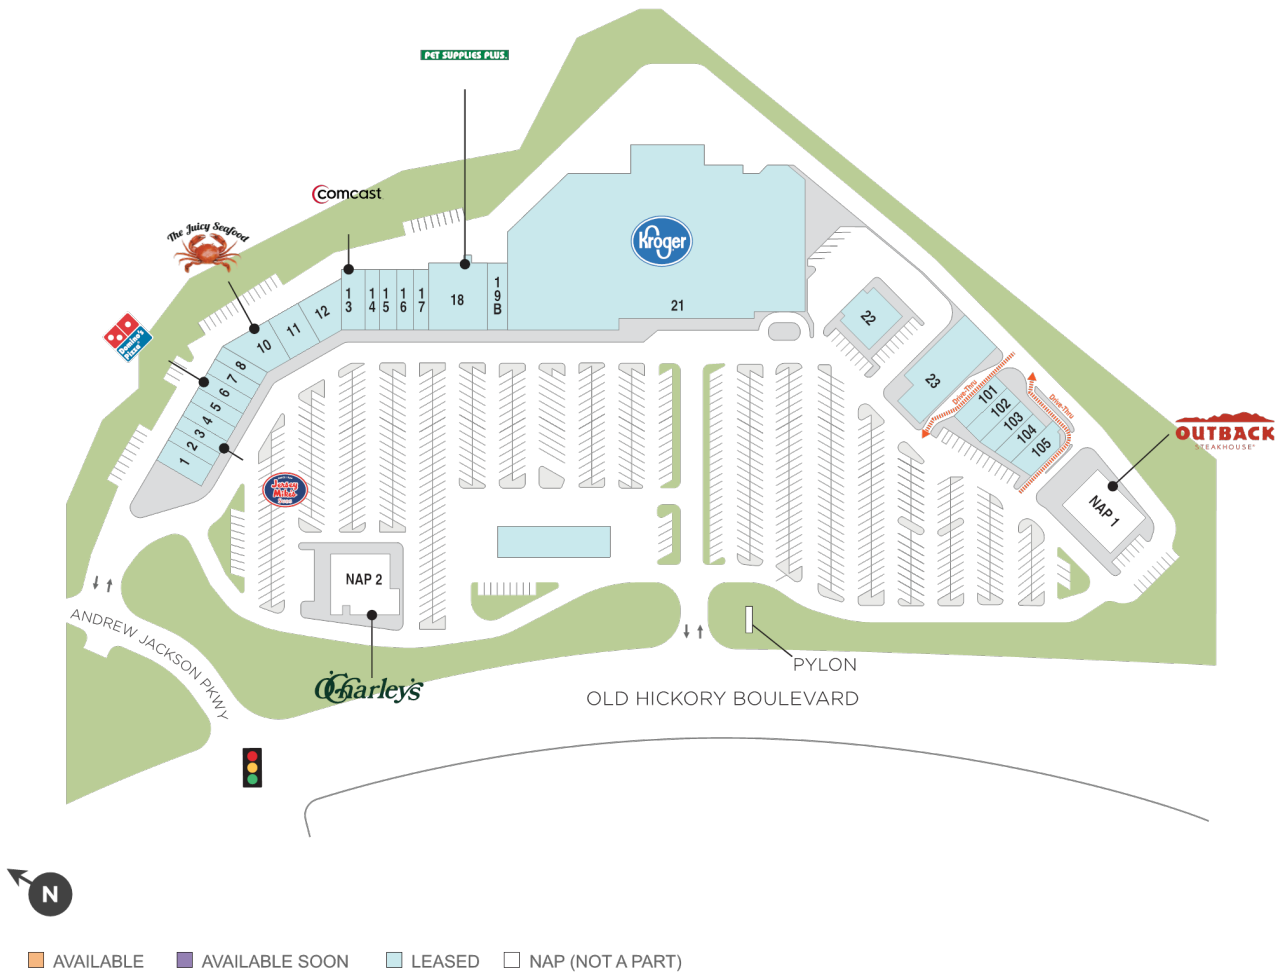 PET SUPPLIES PLUS.
comcast
The Juicy Seafood
Domino's
Pizza
Kroger
21
13
14
15
16
17
18
19B
12
11
10
8
7
6
5
4
3
2
1
22
23
Drive-Thru
Drive-Thru
101
102
103
104
105
OUTBACK
STEAKHOUSE
NAP 1
Jersey
Mike's
Subs
NAP 2
O'Charley's
ANDREW JACKSON PKWY
PYLON
OLD HICKORY BOULEVARD
N
AVAILABLE
AVAILABLE SOON
LEASED
NAP (NOT A PART)